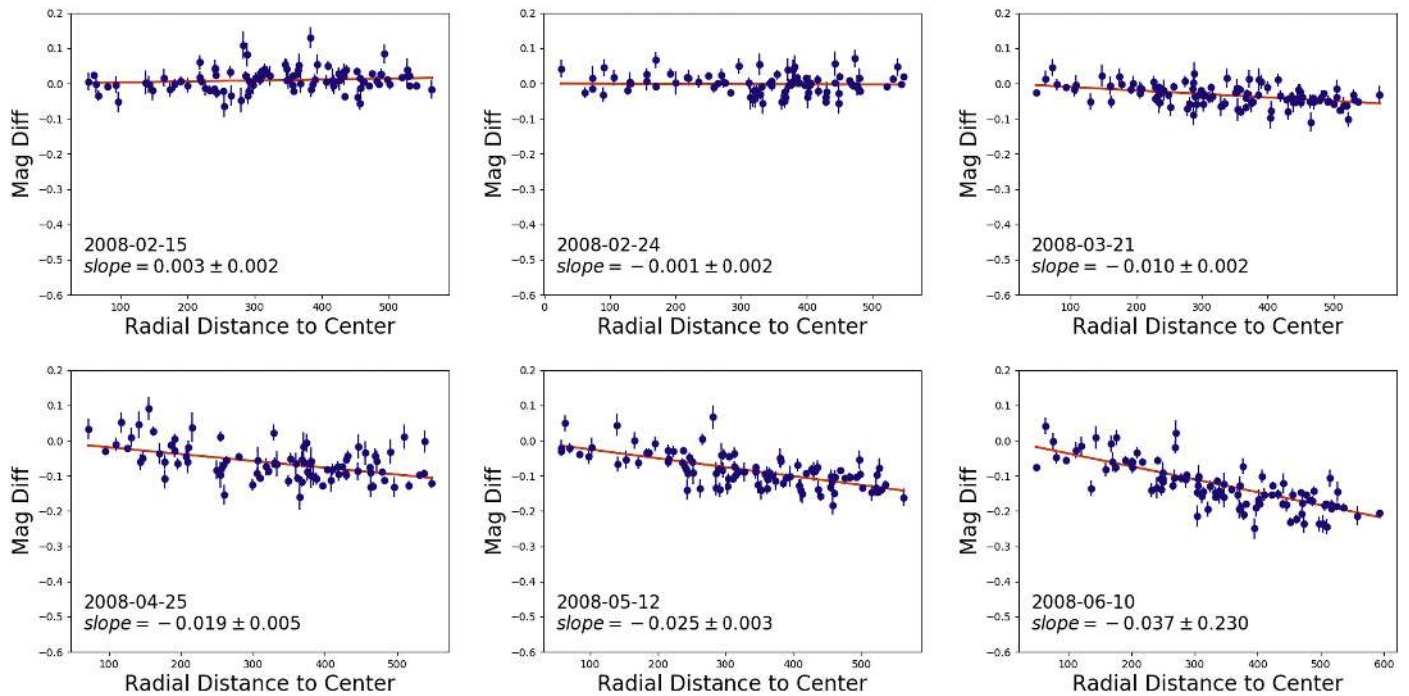 0.2
0.1
0.0
−0.1
−0.2
−0.3
−0.4
−0.5
−0.6
Mag Diff
2008-02-15
slope = 0.003 ± 0.002
100 200 300 400 500
Radial Distance to Center
0.2
0.1
0.0
−0.1
−0.2
−0.3
−0.4
−0.5
−0.6
Mag Diff
2008-02-24
slope = − 0.001 ± 0.002
0 100 200 300 400 500
Radial Distance to Center
0.2
0.1
0.0
−0.1
−0.2
−0.3
−0.4
−0.5
−0.6
Mag Diff
2008-03-21
slope = − 0.010 ± 0.002
100 200 300 400 500
Radial Distance to Center
0.2
0.1
0.0
−0.1
−0.2
−0.3
−0.4
−0.5
−0.6
Mag Diff
2008-04-25
slope = − 0.019 ± 0.005
100 200 300 400 500
Radial Distance to Center
0.2
0.1
0.0
−0.1
−0.2
−0.3
−0.4
−0.5
−0.6
Mag Diff
2008-05-12
slope = − 0.025 ± 0.003
100 200 300 400 500
Radial Distance to Center
0.2
0.1
0.0
−0.1
−0.2
−0.3
−0.4
−0.5
−0.6
Mag Diff
2008-06-10
slope = − 0.037 ± 0.230
100 200 300 400 500 600
Radial Distance to Center